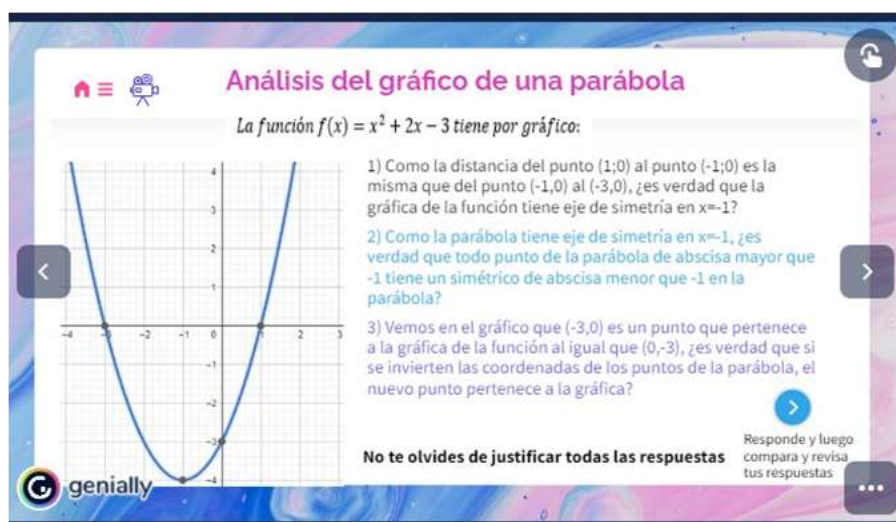 Análisis del gráfico de una parábola
La función f(x) = x² + 2x − 3 tiene por gráfico:
4
3
2
1
-4
-2
-1
0
2
3
-1
-2
-3
-4
1) Como la distancia del punto (1;0) al punto (-1;0) es la
misma que del punto (-1,0) al (-3,0), ¿es verdad que la
gráfica de la función tiene eje de simetría en x=-1?
2) Como la parábola tiene eje de simetría en x=-1, ¿es
verdad que todo punto de la parábola de abscisa mayor que
-1 tiene un simétrico de abscisa menor que -1 en la
parábola?
3) Vemos en el gráfico que (-3,0) es un punto que pertenece
a la gráfica de la función al igual que (0,-3), ¿es verdad que si
se invierten las coordenadas de los puntos de la parábola, el
nuevo punto pertenece a la gráfica?
No te olvides de justificar todas las respuestas
Responde y luego
compara y revisa
tus respuestas
genially